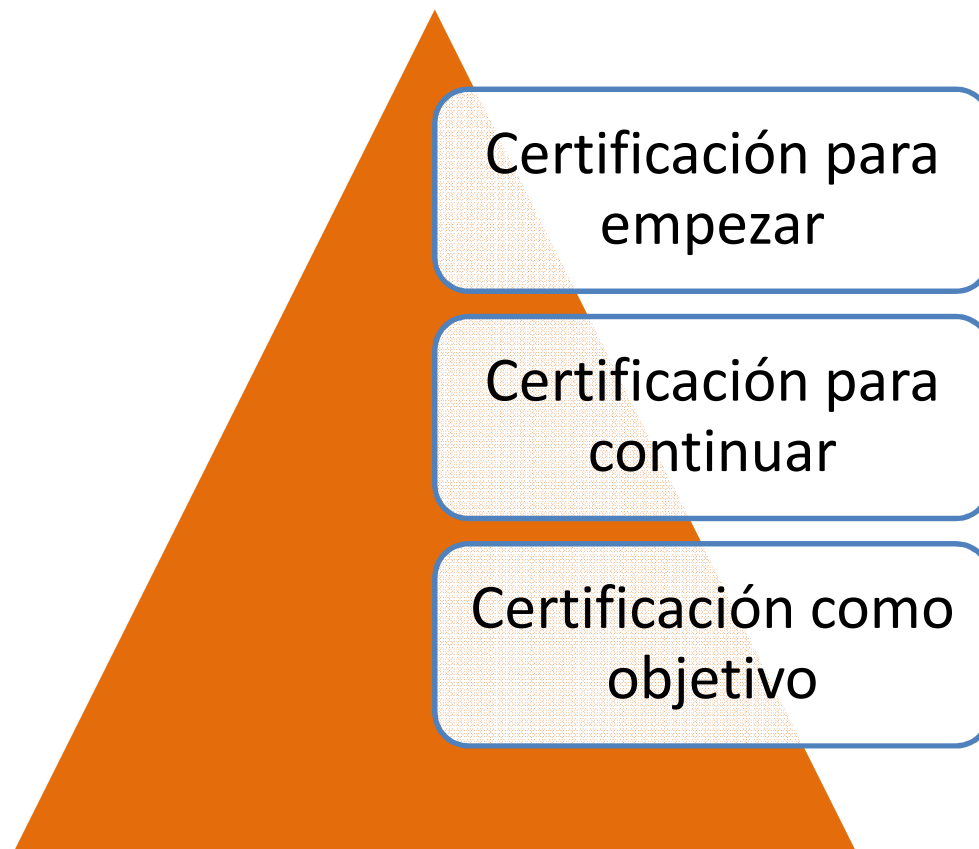 Certificación para
empezar
Certificación para
continuar
Certificación como
objetivo